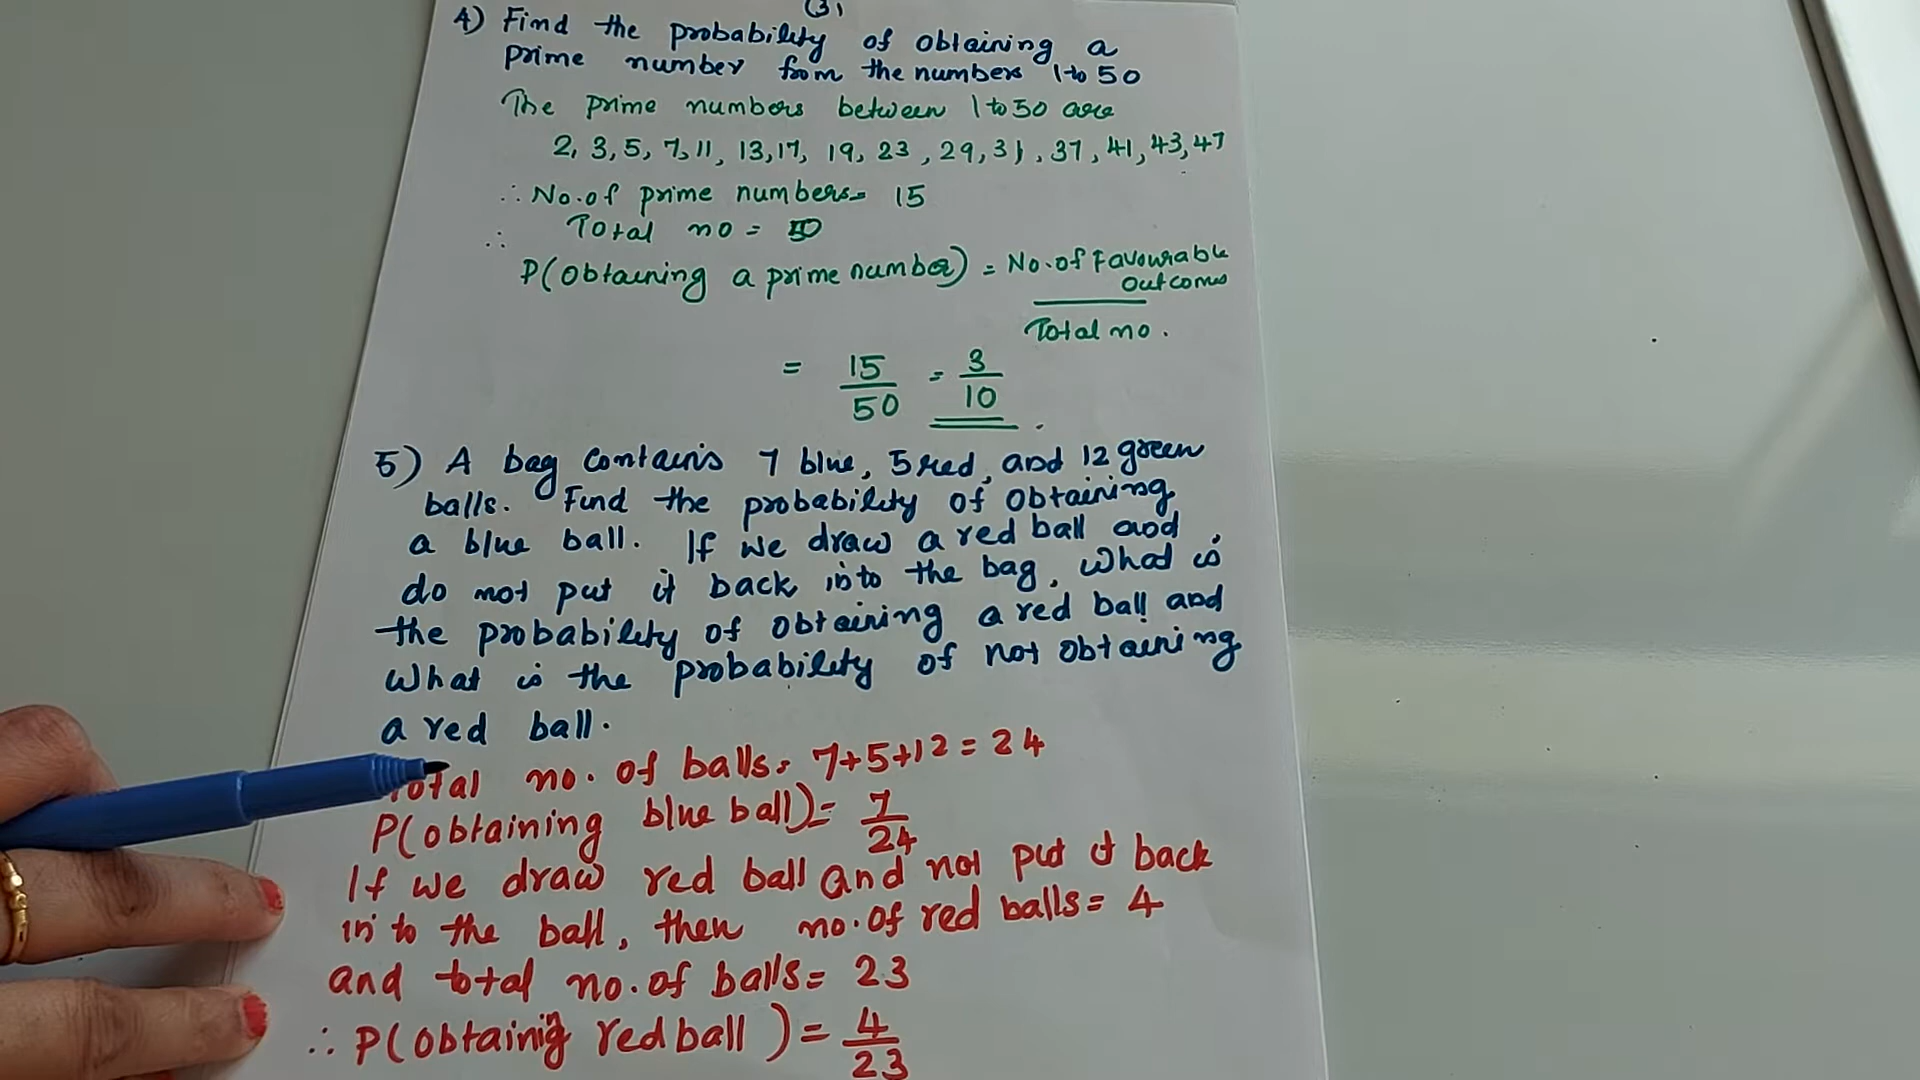 (3)
4) Find the probability of obtaining a
prime number from the numbers 1 to 50
The prime numbers between 1 to 50 are
2, 3, 5, 7, 11, 13, 17, 19, 23, 29, 31, 37, 41, 43, 47
∴ No. of prime numbers = 15
∴ Total no = 50
P(obtaining a prime number) = No. of Favourable
outcomes
Total no.
= 15/50 = 3/10
5) A bag contains 7 blue, 5 red, and 12 green
balls. Find the probability of obtaining
a blue ball. If we draw a red ball and
do not put it back into the bag, what is
the probability of obtaining a red ball and
what is the probability of not obtaining
a red ball.
Total no. of balls = 7+5+12 = 24
P(obtaining blue ball) = 7/24
If we draw red ball and not put it back
in to the ball, then no. of red balls = 4
and total no. of balls = 23
∴ P(obtainig red ball) = 4/23